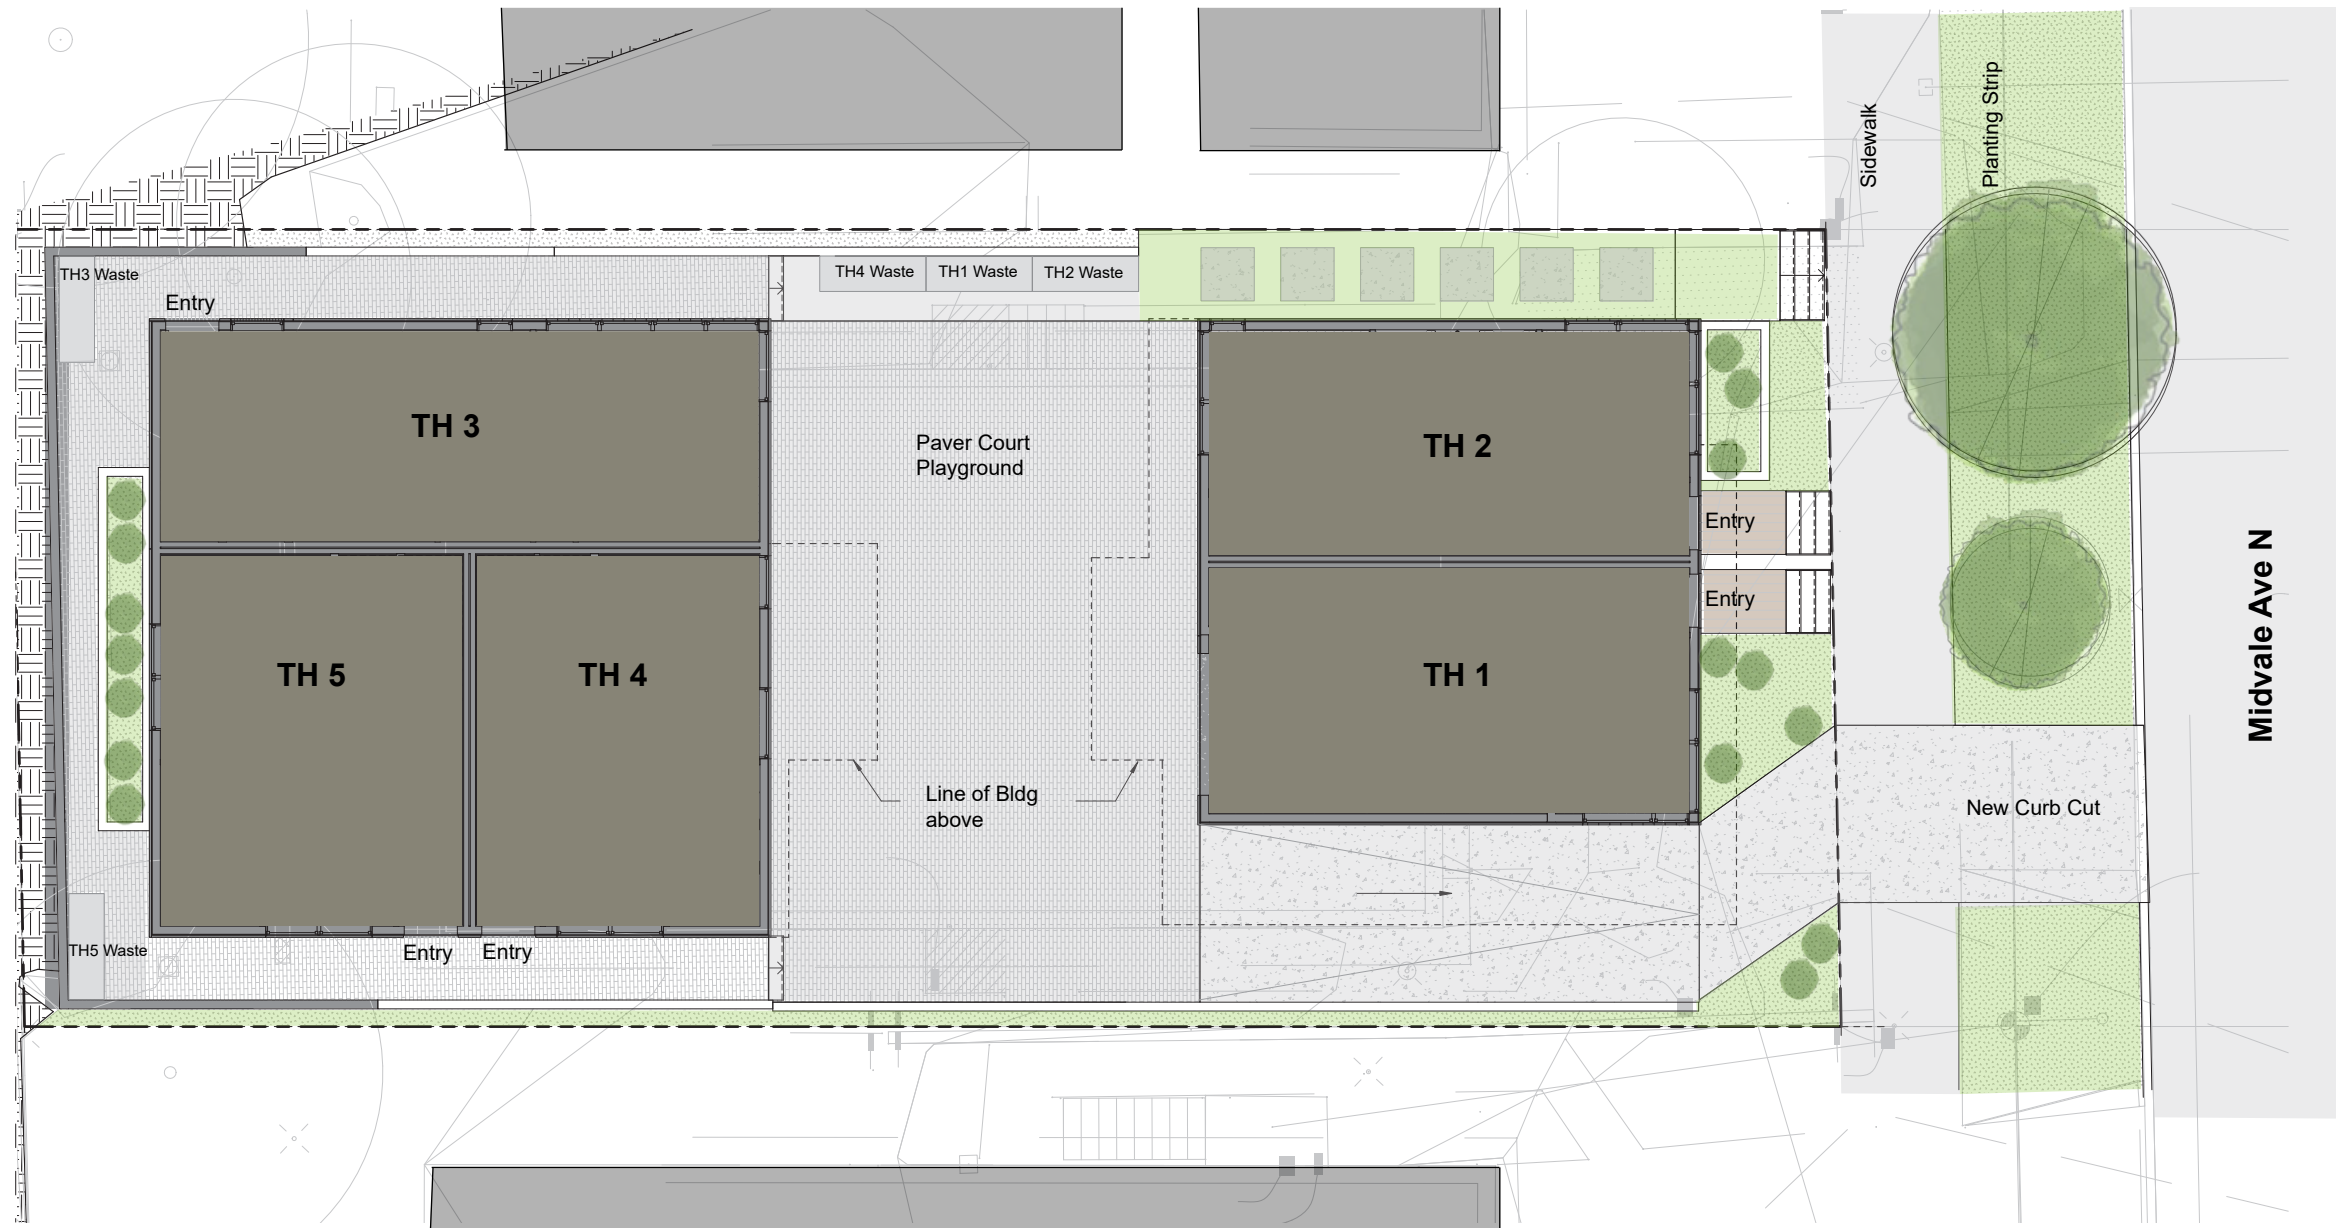 Sidewalk
Planting Strip
TH3 Waste
TH4 Waste
TH1 Waste
TH2 Waste
Entry
TH 3
Paver Court
Playground
TH 2
Entry
Entry
Midvale Ave N
TH 5
TH 4
TH 1
Line of Bldg
above
New Curb Cut
TH5 Waste
Entry
Entry